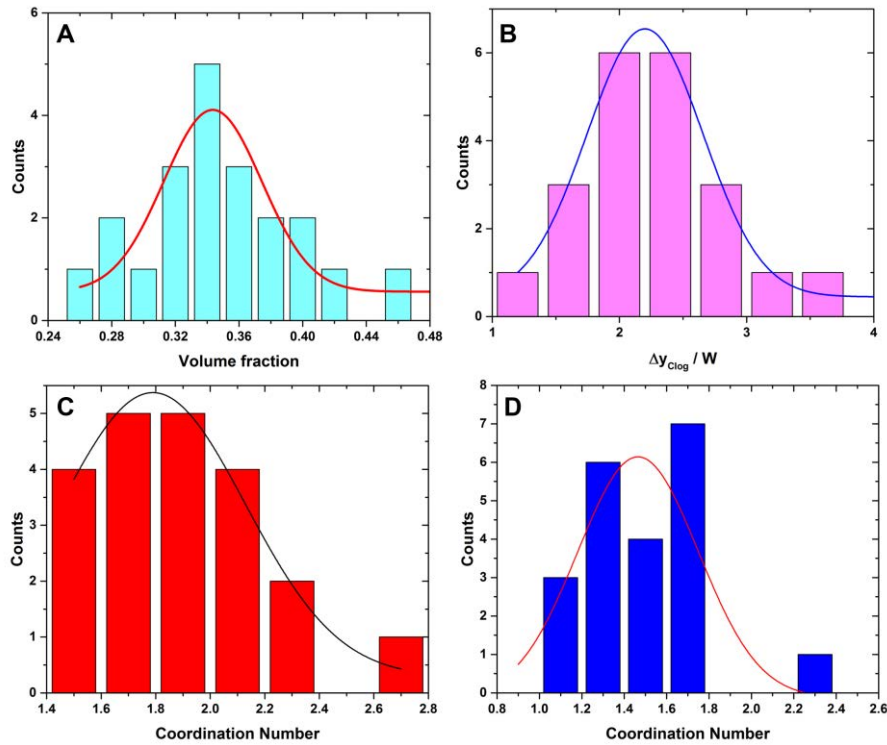 A
6
4
2
0
Counts
0.24 0.28 0.32 0.36 0.40 0.44 0.48
Volume fraction
B
6
4
2
0
Counts
1 2 3 4
Δy_Clog / W
C
5
4
3
2
1
0
Counts
1.4 1.6 1.8 2.0 2.2 2.4 2.6 2.8
Coordination Number
D
8
7
6
5
4
3
2
1
0
Counts
0.8 1.0 1.2 1.4 1.6 1.8 2.0 2.2 2.4 2.6
Coordination Number